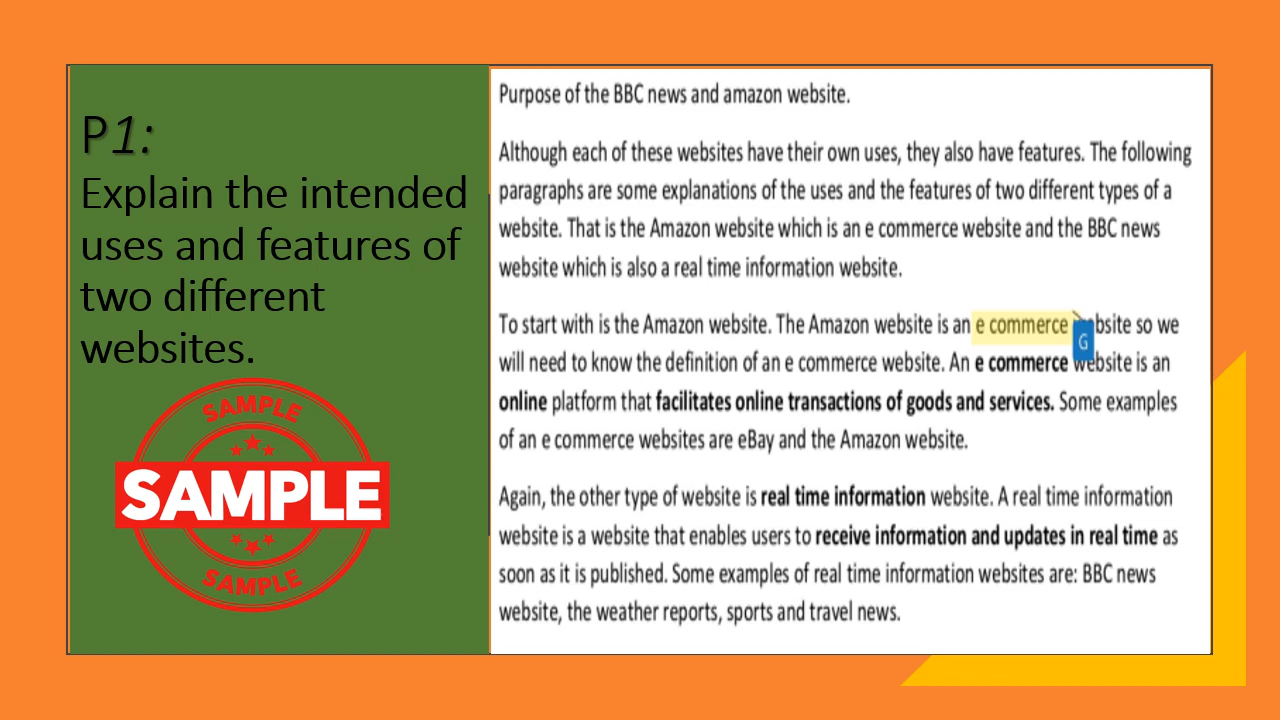 P1:
Explain the intended
uses and features of
two different
websites.
SAMPLE
SAMPLE
SAMPLE
Purpose of the BBC news and amazon website.
Although each of these websites have their own uses, they also have features. The following
paragraphs are some explanations of the uses and the features of two different types of a
website. That is the Amazon website which is an e commerce website and the BBC news
website which is also a real time information website.
To start with is the Amazon website. The Amazon website is an e commerce website so we
will need to know the definition of an e commerce website. An e commerce website is an
online platform that facilitates online transactions of goods and services. Some examples
of an e commerce websites are eBay and the Amazon website.
Again, the other type of website is real time information website. A real time information
website is a website that enables users to receive information and updates in real time as
soon as it is published. Some examples of real time information websites are: BBC news
website, the weather reports, sports and travel news.
G